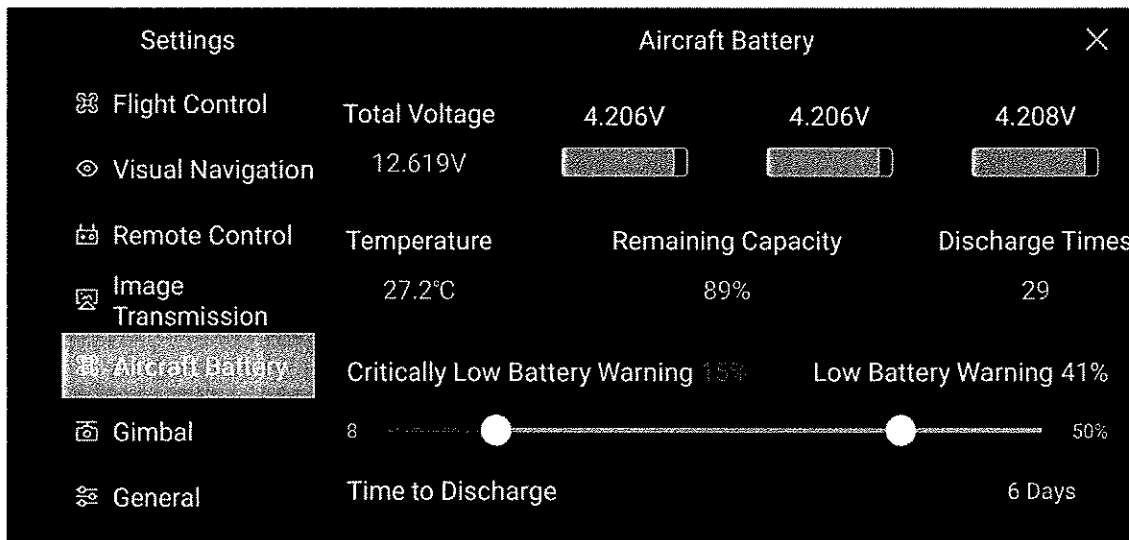 Settings
Aircraft Battery
Flight Control
Visual Navigation
Remote Control
Image
Transmission
Aircraft Battery
Gimbal
General
Total Voltage 4.206V 4.206V 4.208V
12.619V
Temperature Remaining Capacity Discharge Times
27.2°C 89% 29
Critically Low Battery Warning 15% Low Battery Warning 41%
8 50%
Time to Discharge 6 Days